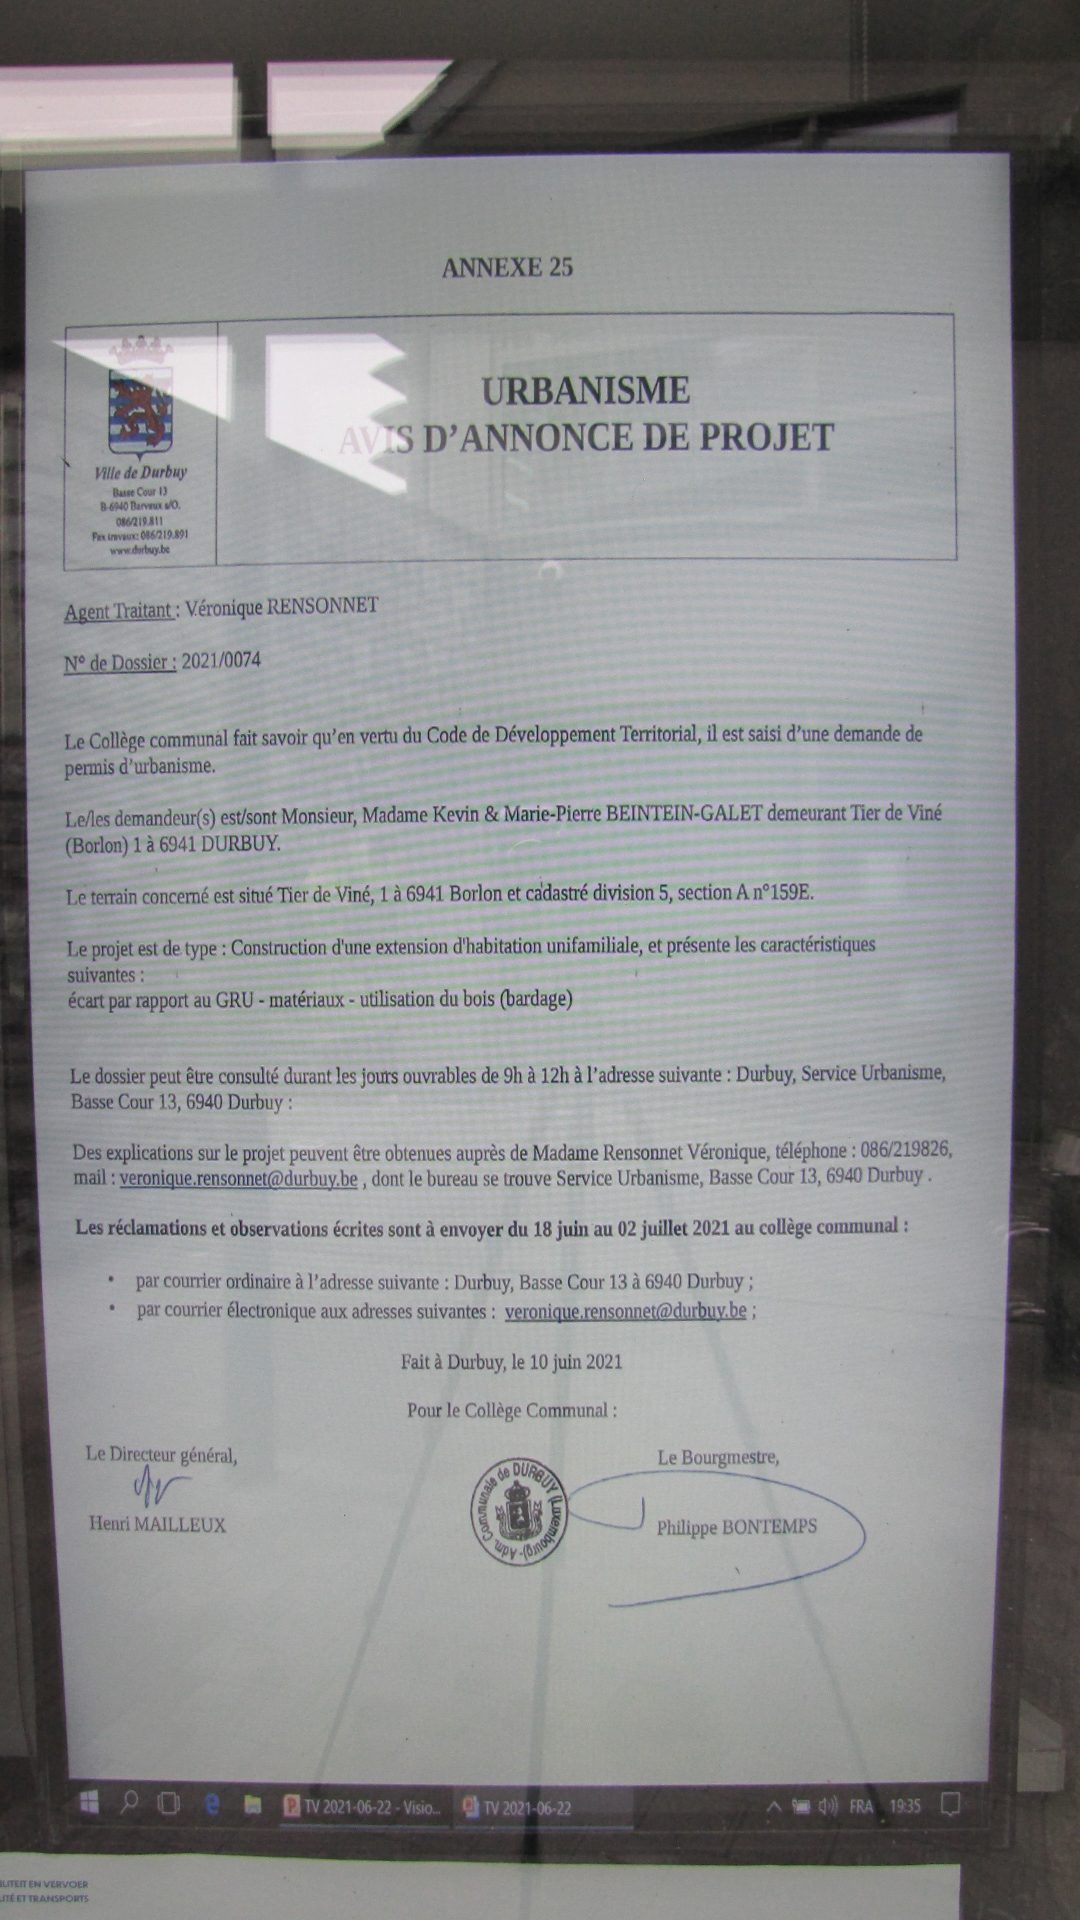 ANNEXE 25
URBANISME
AVIS D'ANNONCE DE PROJET
Ville de Durbuy
Basse Cour 13
B-6940 Barvaux s/O.
086/219.811
Fax travaux: 086/219.891
www.durbuy.be
Agent Traitant : Véronique RENSONNET
N° de Dossier : 2021/0074
Le Collège communal fait savoir qu'en vertu du Code de Développement Territorial, il est saisi d'une demande de
permis d'urbanisme.
Le/les demandeur(s) est/sont Monsieur, Madame Kevin & Marie-Pierre BEINTEIN-GALET demeurant Tier de Viné
(Borlon) 1 à 6941 DURBUY.
Le terrain concerné est situé Tier de Viné, 1 à 6941 Borlon et cadastré division 5, section A n°159E.
Le projet est de type : Construction d'une extension d'habitation unifamiliale, et présente les caractéristiques
suivantes :
écart par rapport au GRU - matériaux - utilisation du bois (bardage)
Le dossier peut être consulté durant les jours ouvrables de 9h à 12h à l'adresse suivante : Durbuy, Service Urbanisme,
Basse Cour 13, 6940 Durbuy :
Des explications sur le projet peuvent être obtenues auprès de Madame Rensonnet Véronique, téléphone : 086/219826,
mail : veronique.rensonnet@durbuy.be , dont le bureau se trouve Service Urbanisme, Basse Cour 13, 6940 Durbuy .
Les réclamations et observations écrites sont à envoyer du 18 juin au 02 juillet 2021 au collège communal :
• par courrier ordinaire à l'adresse suivante : Durbuy, Basse Cour 13 à 6940 Durbuy ;
• par courrier électronique aux adresses suivantes : veronique.rensonnet@durbuy.be ;
Fait à Durbuy, le 10 juin 2021
Pour le Collège Communal :
Le Directeur général,
Henri MAILLEUX
Adm. Communale de DURBUY (Luxembourg)
Le Bourgmestre,
Philippe BONTEMPS
TV 2021-06-22 - Visio...
TV 2021-06-22
FRA
19:35
ILITEIT EN VERVOER
LITÉ ET TRANSPORTS